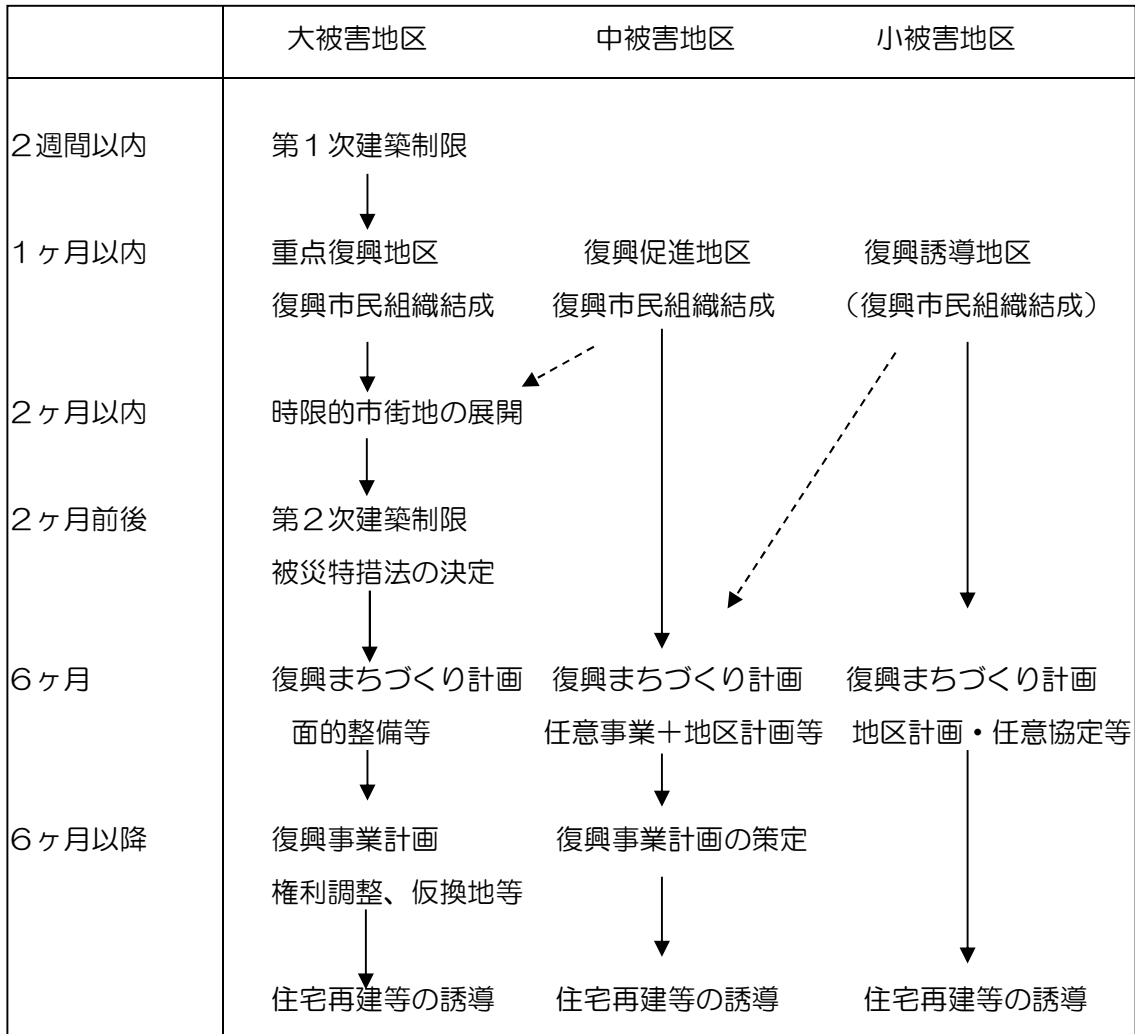 大被害地区 中被害地区 小被害地区
２週間以内 第１次建築制限
１ヶ月以内 重点復興地区 復興促進地区 復興誘導地区
復興市民組織結成 復興市民組織結成 （復興市民組織結成）
２ヶ月以内 時限的市街地の展開
２ヶ月前後 第２次建築制限
被災特措法の決定
６ヶ月 復興まちづくり計画 復興まちづくり計画 復興まちづくり計画
面的整備等 任意事業＋地区計画等 地区計画・任意協定等
６ヶ月以降 復興事業計画 復興事業計画の策定
権利調整、仮換地等
住宅再建等の誘導 住宅再建等の誘導 住宅再建等の誘導